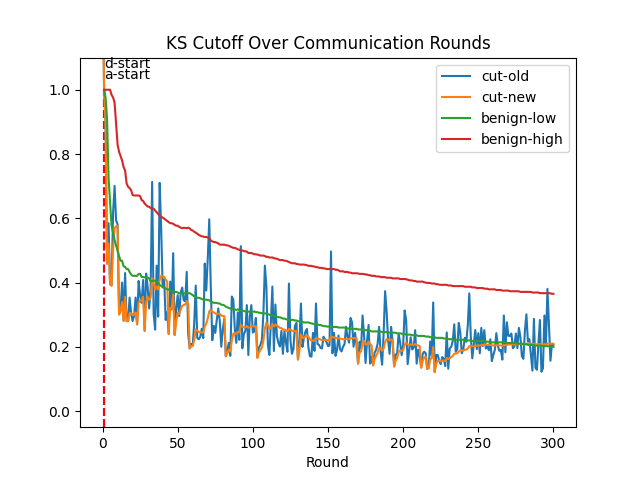 KS Cutoff Over Communication Rounds
d-start
a-start
cut-old
cut-new
benign-low
benign-high
1.0
0.8
0.6
0.4
0.2
0.0
0 50 100 150 200 250 300
Round